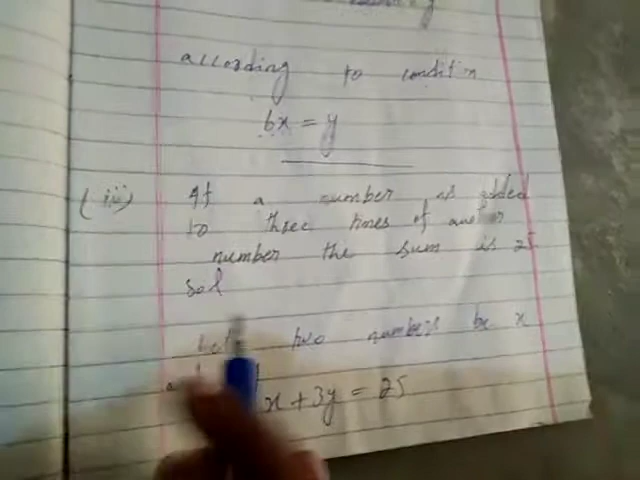 according to condition
6x = y
(iii) If a number is added
to three times of another
number the sum is 25
sol
Let two numbers be x
x + 3y = 25